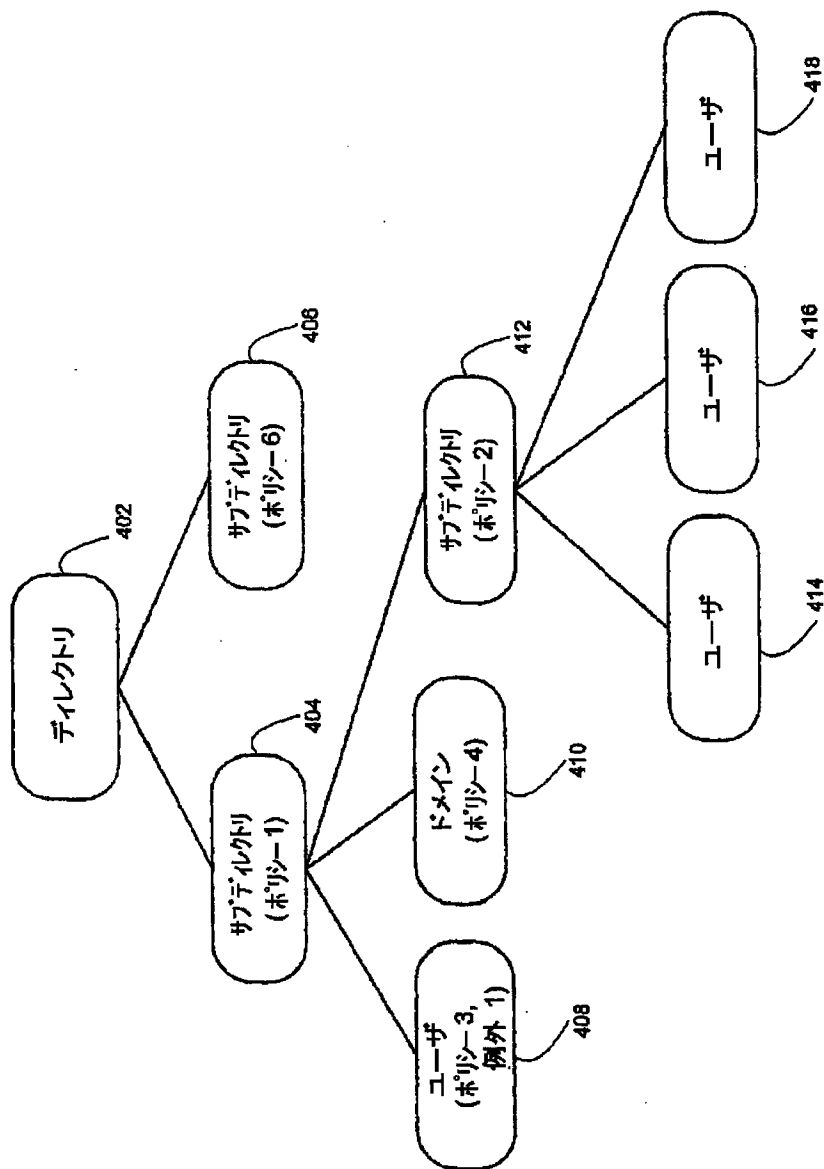 ディレクトリ
402
サブディレクトリ
(ポリシー1)
404
サブディレクトリ
(ポリシー6)
406
ユーザ
(ポリシー3,
例外1)
408
ドメイン
(ポリシー4)
410
サブディレクトリ
(ポリシー2)
412
ユーザ
414
ユーザ
416
ユーザ
418